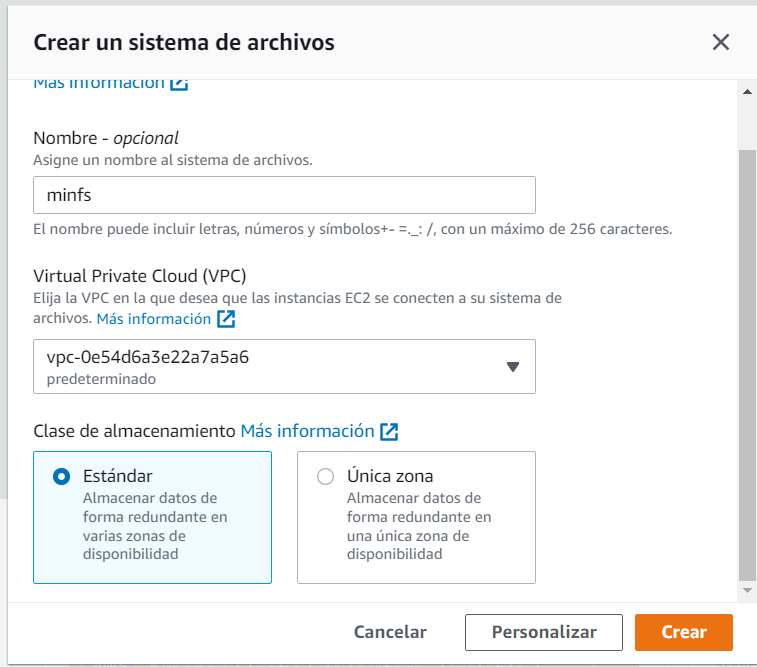 Crear un sistema de archivos
Más información
Nombre - opcional
Asigne un nombre al sistema de archivos.
minfs
El nombre puede incluir letras, números y símbolos+- =._: /, con un máximo de 256 caracteres.
Virtual Private Cloud (VPC)
Elija la VPC en la que desea que las instancias EC2 se conecten a su sistema de
archivos. Más información
vpc-0e54d6a3e22a7a5a6
predeterminado
Clase de almacenamiento Más información
Estándar
Almacenar datos de
forma redundante en
varias zonas de
disponibilidad
Única zona
Almacenar datos de
forma redundante en
una única zona de
disponibilidad
Cancelar
Personalizar
Crear